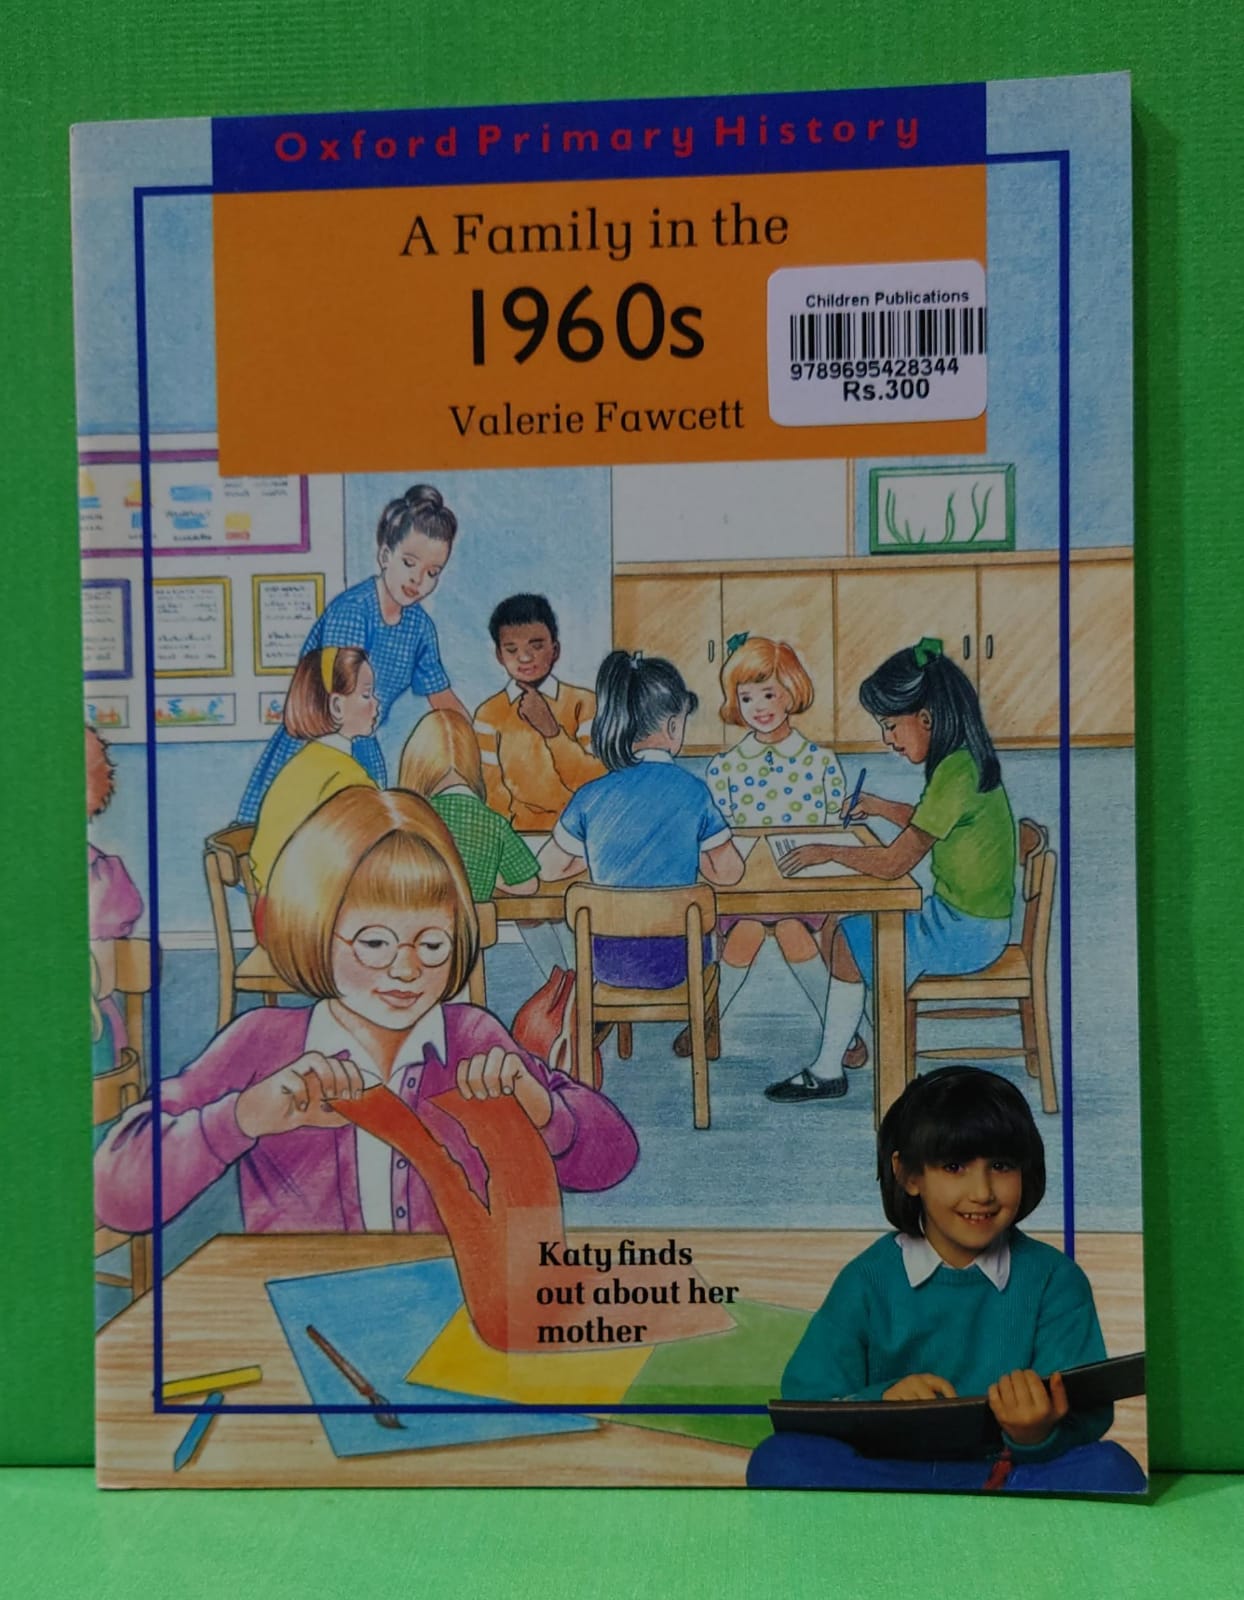 Oxford Primary History
A Family in the
1960s
Valerie Fawcett
Children Publications
9789695428344
Rs.300
Katy finds
out about her
mother